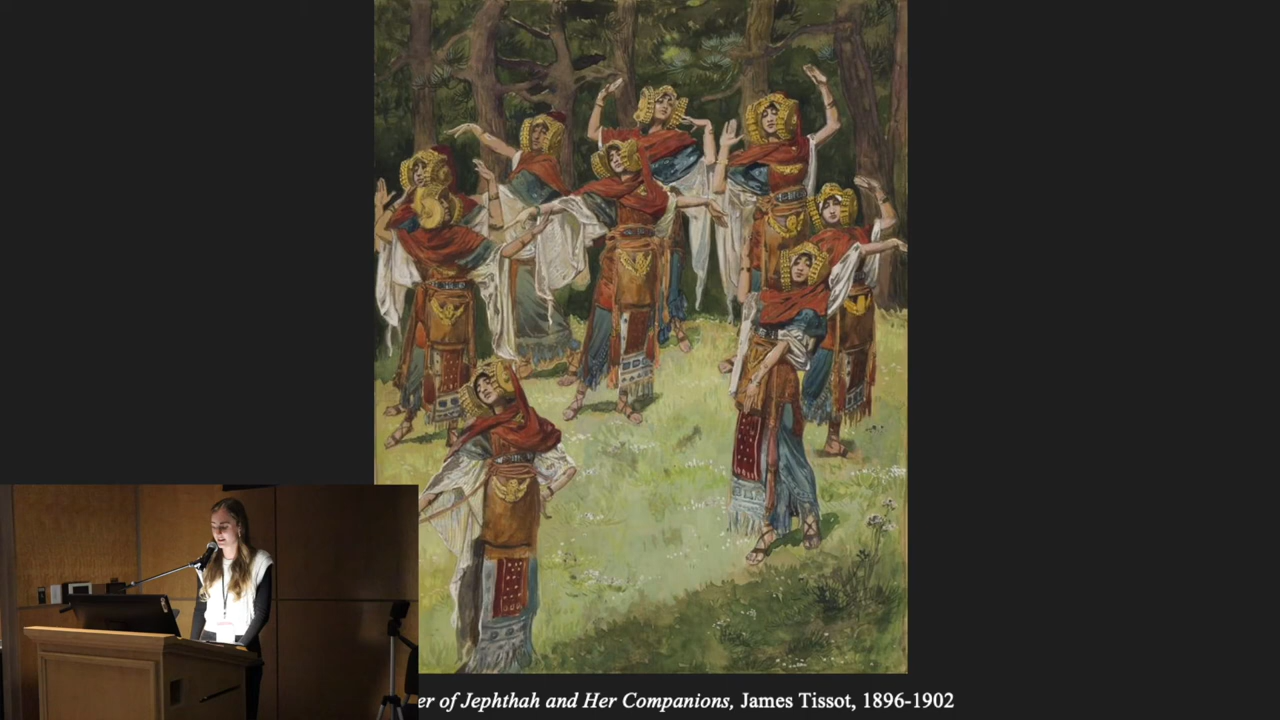 er of Jephthah and Her Companions, James Tissot, 1896-1902